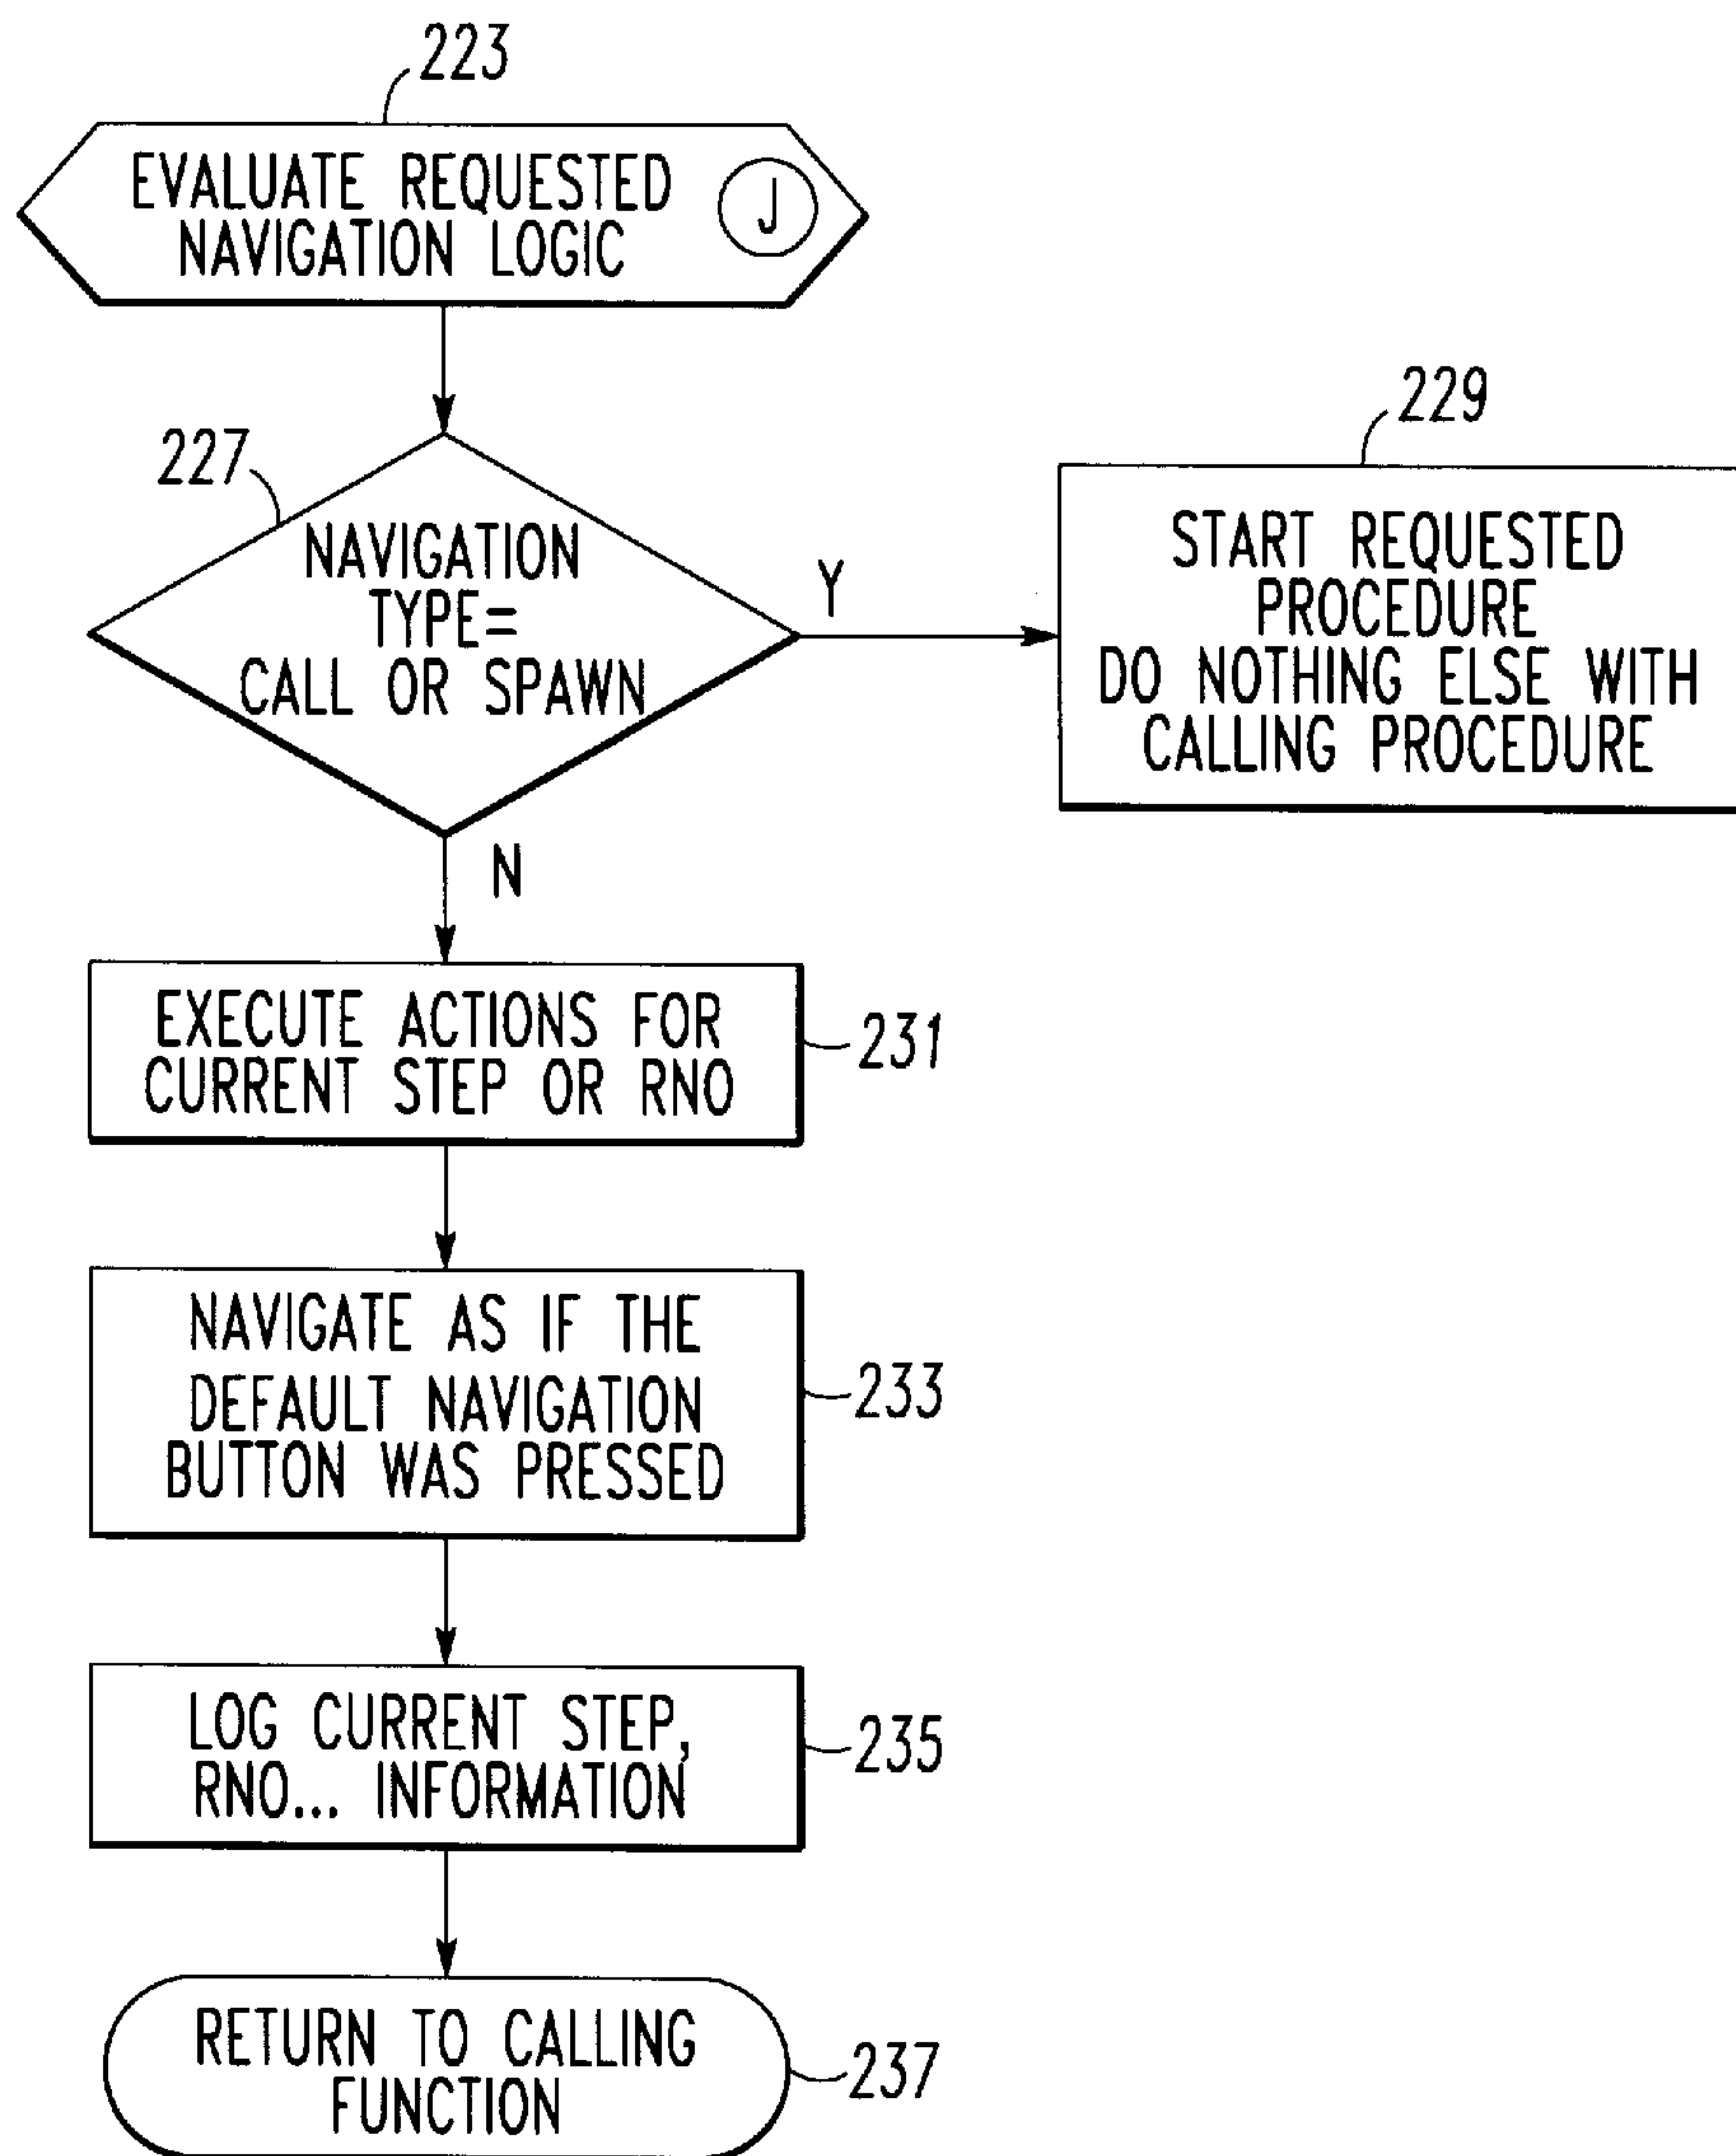 223
EVALUATE REQUESTED
NAVIGATION LOGIC
J
227
NAVIGATION
TYPE=
CALL OR SPAWN
Y
229
START REQUESTED
PROCEDURE
DO NOTHING ELSE WITH
CALLING PROCEDURE
N
EXECUTE ACTIONS FOR
CURRENT STEP OR RNO
231
NAVIGATE AS IF THE
DEFAULT NAVIGATION
BUTTON WAS PRESSED
233
LOG CURRENT STEP,
RNO... INFORMATION
235
RETURN TO CALLING
FUNCTION
237